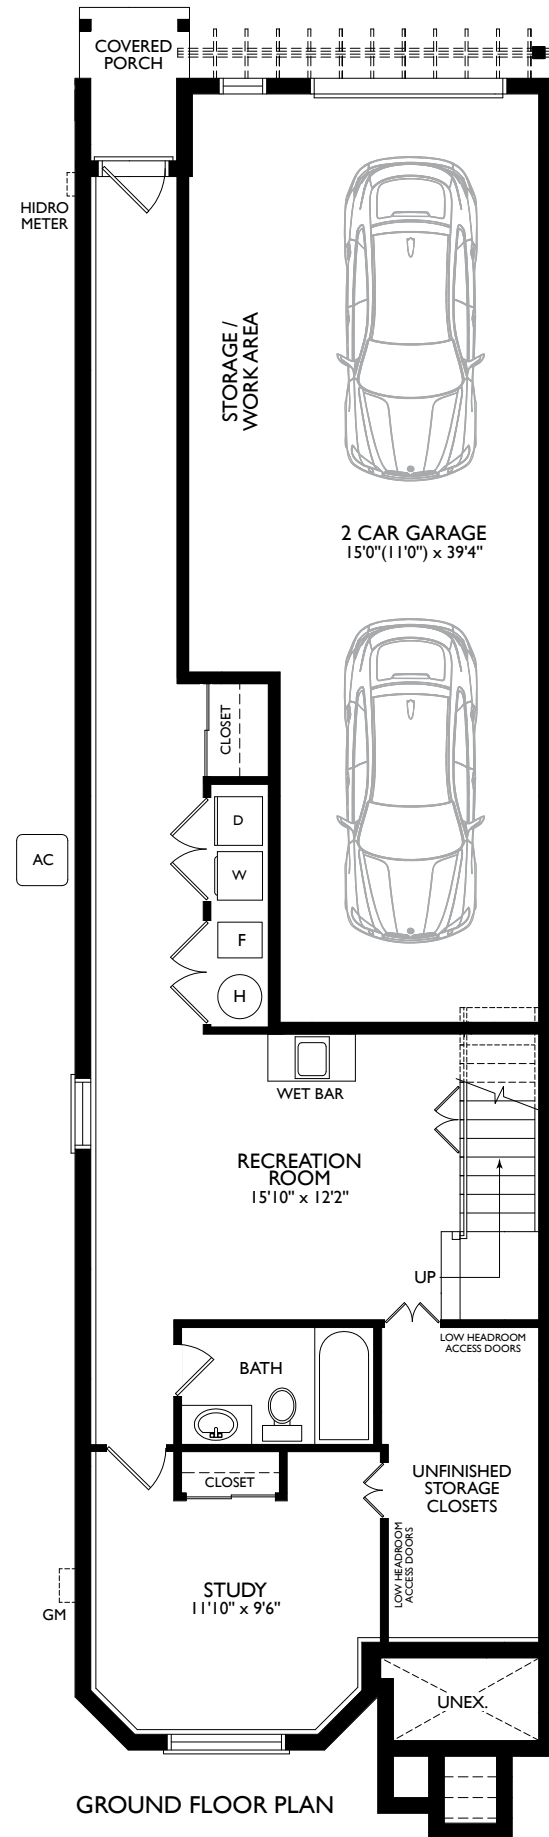 COVERED
PORCH
HIDRO
METER
STORAGE /
WORK AREA
2 CAR GARAGE
15'0"(11'0") x 39'4"
CLOSET
D
AC
W
F
H
WET BAR
RECREATION
ROOM
15'10" x 12'2"
UP
LOW HEADROOM
ACCESS DOORS
BATH
UNFINISHED
STORAGE
CLOSETS
CLOSET
LOW HEADROOM
ACCESS DOORS
STUDY
11'10" x 9'6"
GM
UNEX.
GROUND FLOOR PLAN